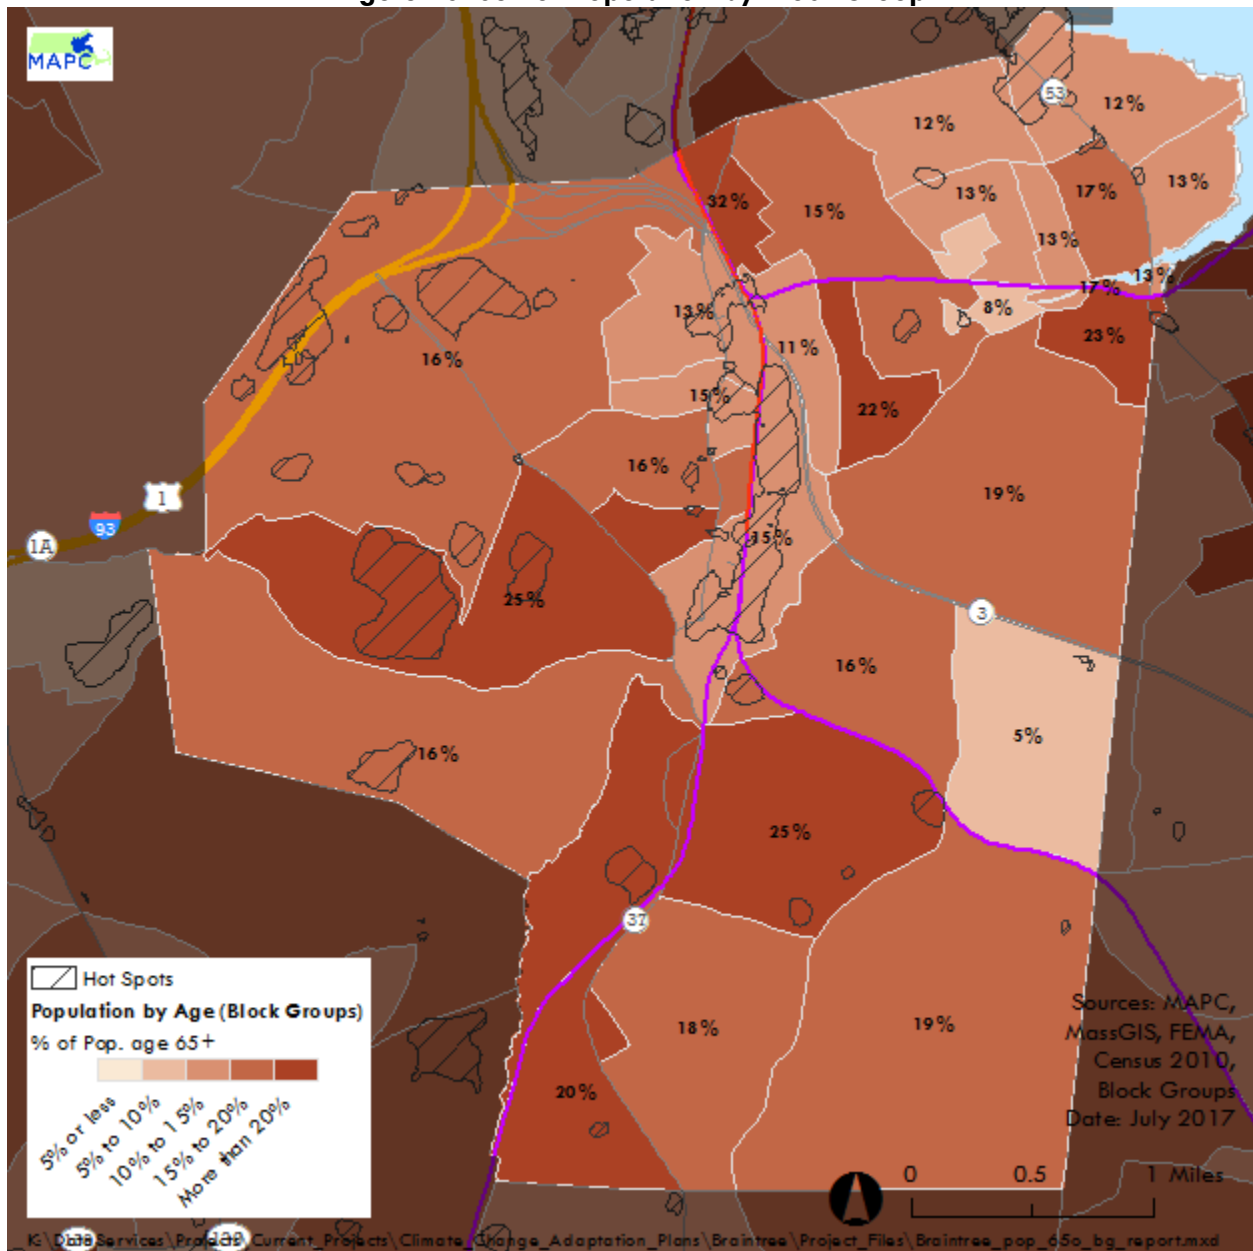 MAPC
53
12%
12%
13%
17%
13%
32%
15%
13%
13%
17%
8%
13%
11%
23%
16%
15%
22%
16%
19%
1
93
1A
15%
25%
3
16%
5%
16%
25%
37
18%
19%
20%
Hot Spots
Population by Age (Block Groups)
% of Pop. age 65+
5% or less
5% to 10%
10% to 15%
15% to 20%
More than 20%
Sources: MAPC,
MassGIS, FEMA,
Census 2010,
Block Groups
Date: July 2017
0 0.5 1 Miles
K:\DataServices\Projects\Current_Projects\Climate_Change_Adaptation_Plans\Braintree\Project_Files\Braintree_pop_65o_bg_report.mxd